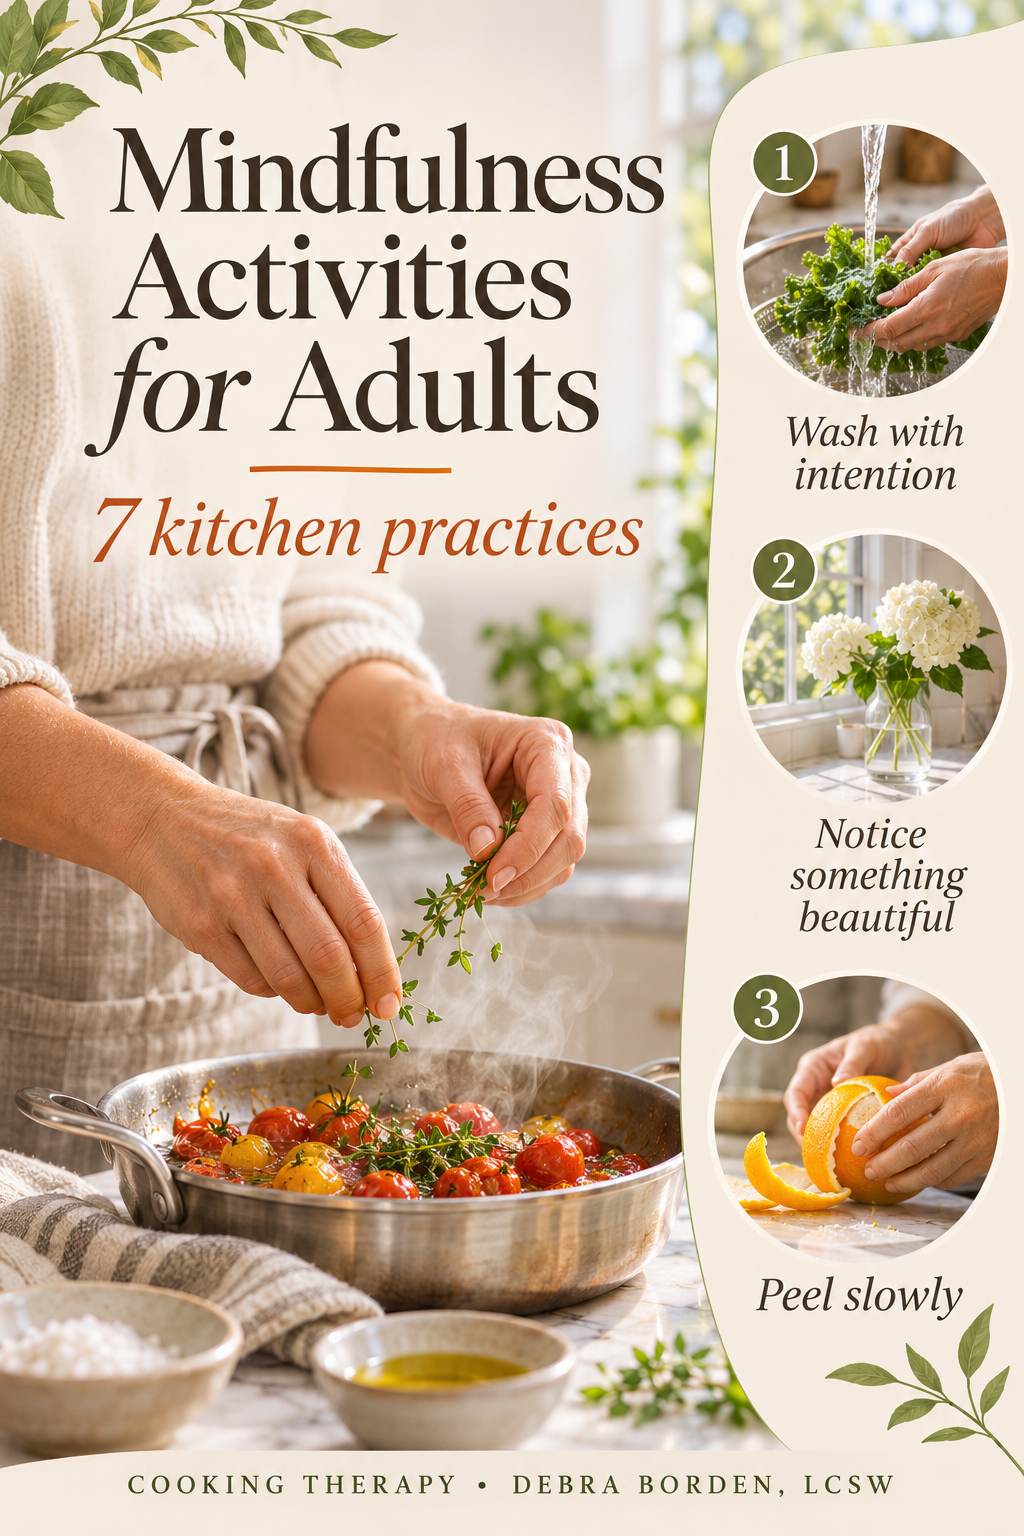 Mindfulness
Activities
for Adults
7 kitchen practices
1
Wash with
intention
2
Notice
something
beautiful
3
Peel slowly
COOKING THERAPY • DEBRA BORDEN, LCSW